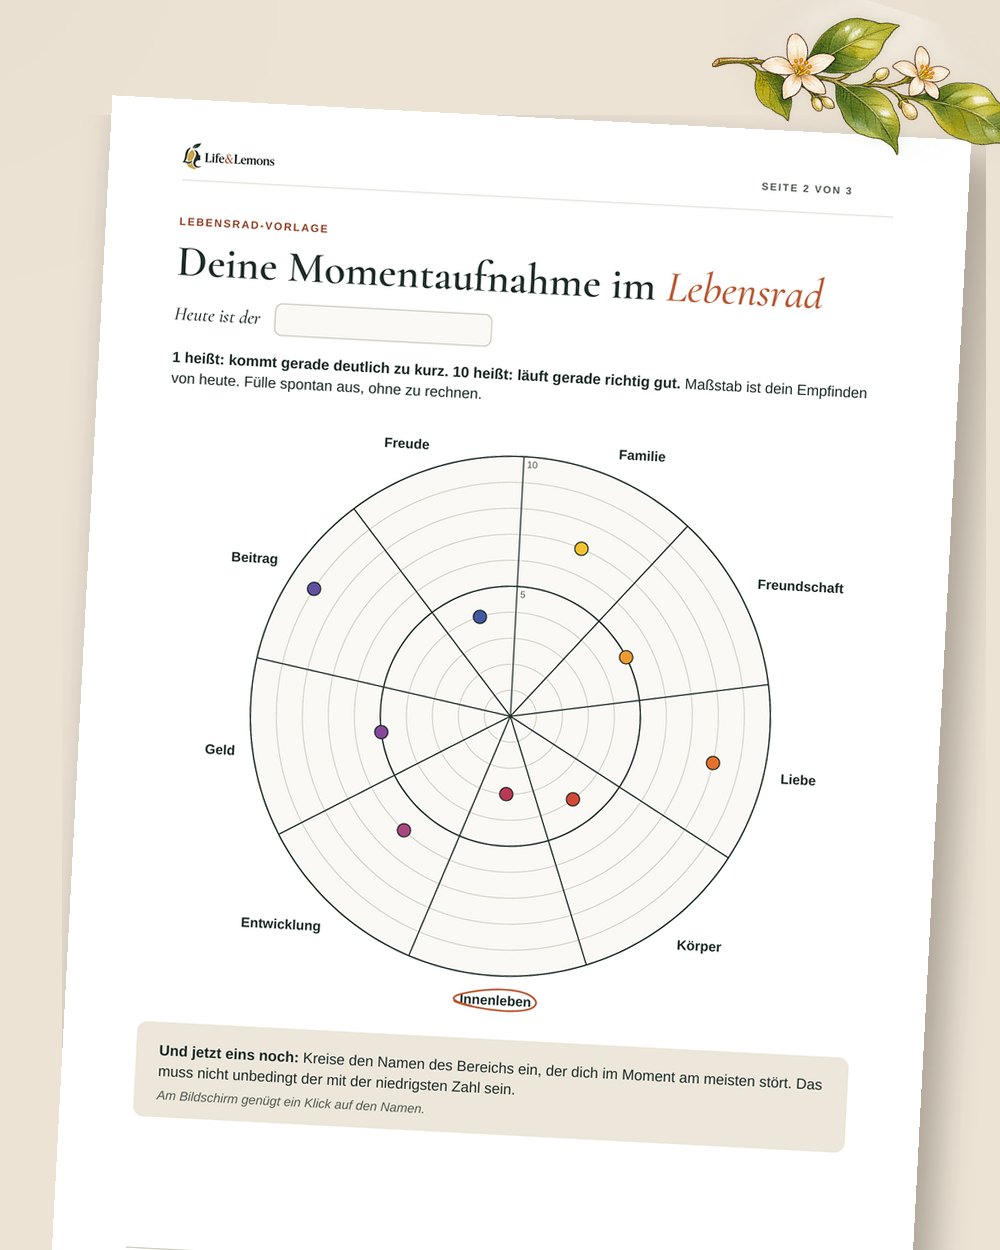 Life&Lemons
SEITE 2 VON 3
LEBENSRAD-VORLAGE
Deine Momentaufnahme im Lebensrad
Heute ist der
1 heißt: kommt gerade deutlich zu kurz. 10 heißt: läuft gerade richtig gut. Maßstab ist dein Empfinden
von heute. Fülle spontan aus, ohne zu rechnen.
Freude
Familie
10
Beitrag
Freundschaft
5
Geld
Liebe
Entwicklung
Körper
Innenleben
Und jetzt eins noch: Kreise den Namen des Bereichs ein, der dich im Moment am meisten stört. Das
muss nicht unbedingt der mit der niedrigsten Zahl sein.
Am Bildschirm genügt ein Klick auf den Namen.